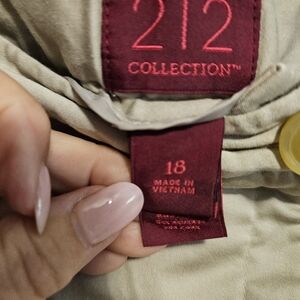 212
COLLECTION™
18
MADE IN
VIETNAM